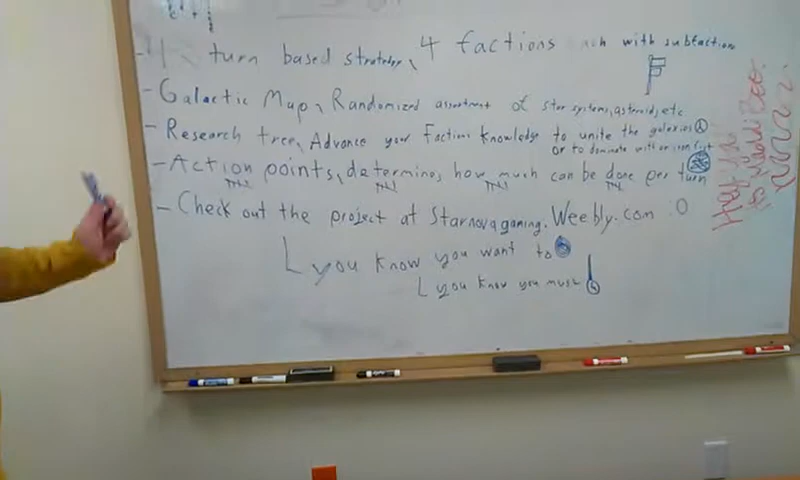 turn based strategy, 4 factions each with subfactions
- Galactic Map, Randomized assortment of star systems, asteroids, etc.
- Research tree, Advance your Factions knowledge to unite the galaxies
or to dominate with an iron fist
- Action points, determines how much can be done per turn
- Check out the project at Starnovagaming.Weebly.com :O
you know you want to
you know you must